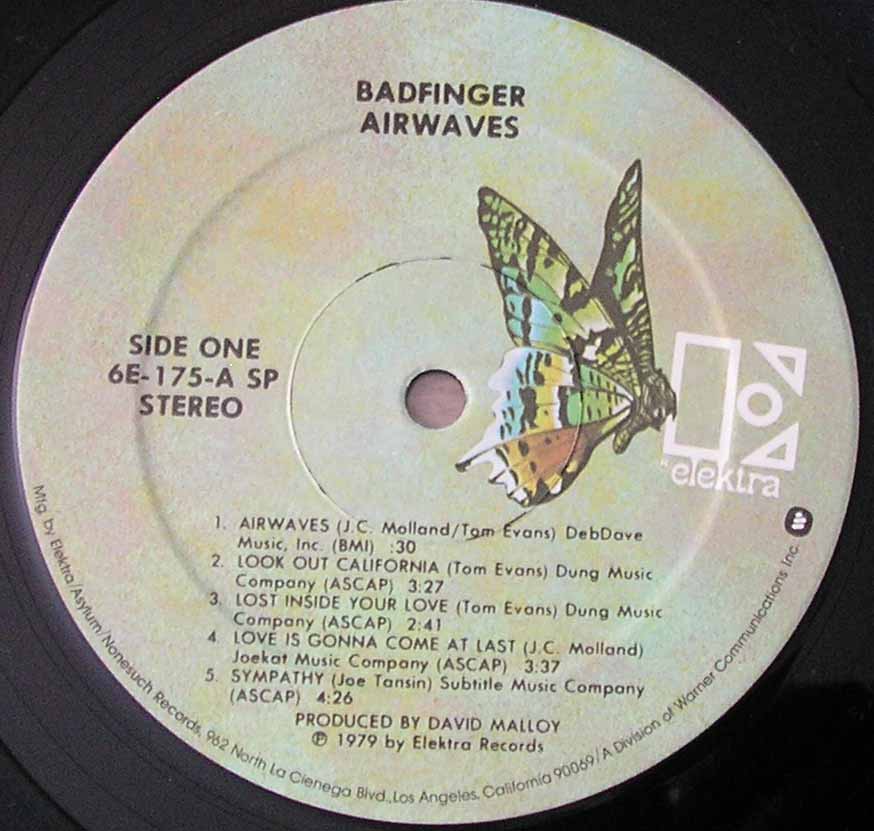 BADFINGER
AIRWAVES
SIDE ONE
6E-175-A SP
STEREO
elektra
1. AIRWAVES (J.C. Molland/Tom Evans) DebDave
Music, Inc. (BMI) :30
2. LOOK OUT CALIFORNIA (Tom Evans) Dung Music
Company (ASCAP) 3:27
3. LOST INSIDE YOUR LOVE (Tom Evans) Dung Music
Company (ASCAP) 2:41
4. LOVE IS GONNA COME AT LAST (J.C. Molland)
Joekat Music Company (ASCAP) 3:37
5. SYMPATHY (Joe Tansin) Subtitle Music Company
(ASCAP) 4:26
PRODUCED BY DAVID MALLOY
℗ 1979 by Elektra Records
Mfg. by Elektra/Asylum/Nonesuch Records, 962 North La Cienega Blvd., Los Angeles, California 90069/A Division of Warner Communications Inc.